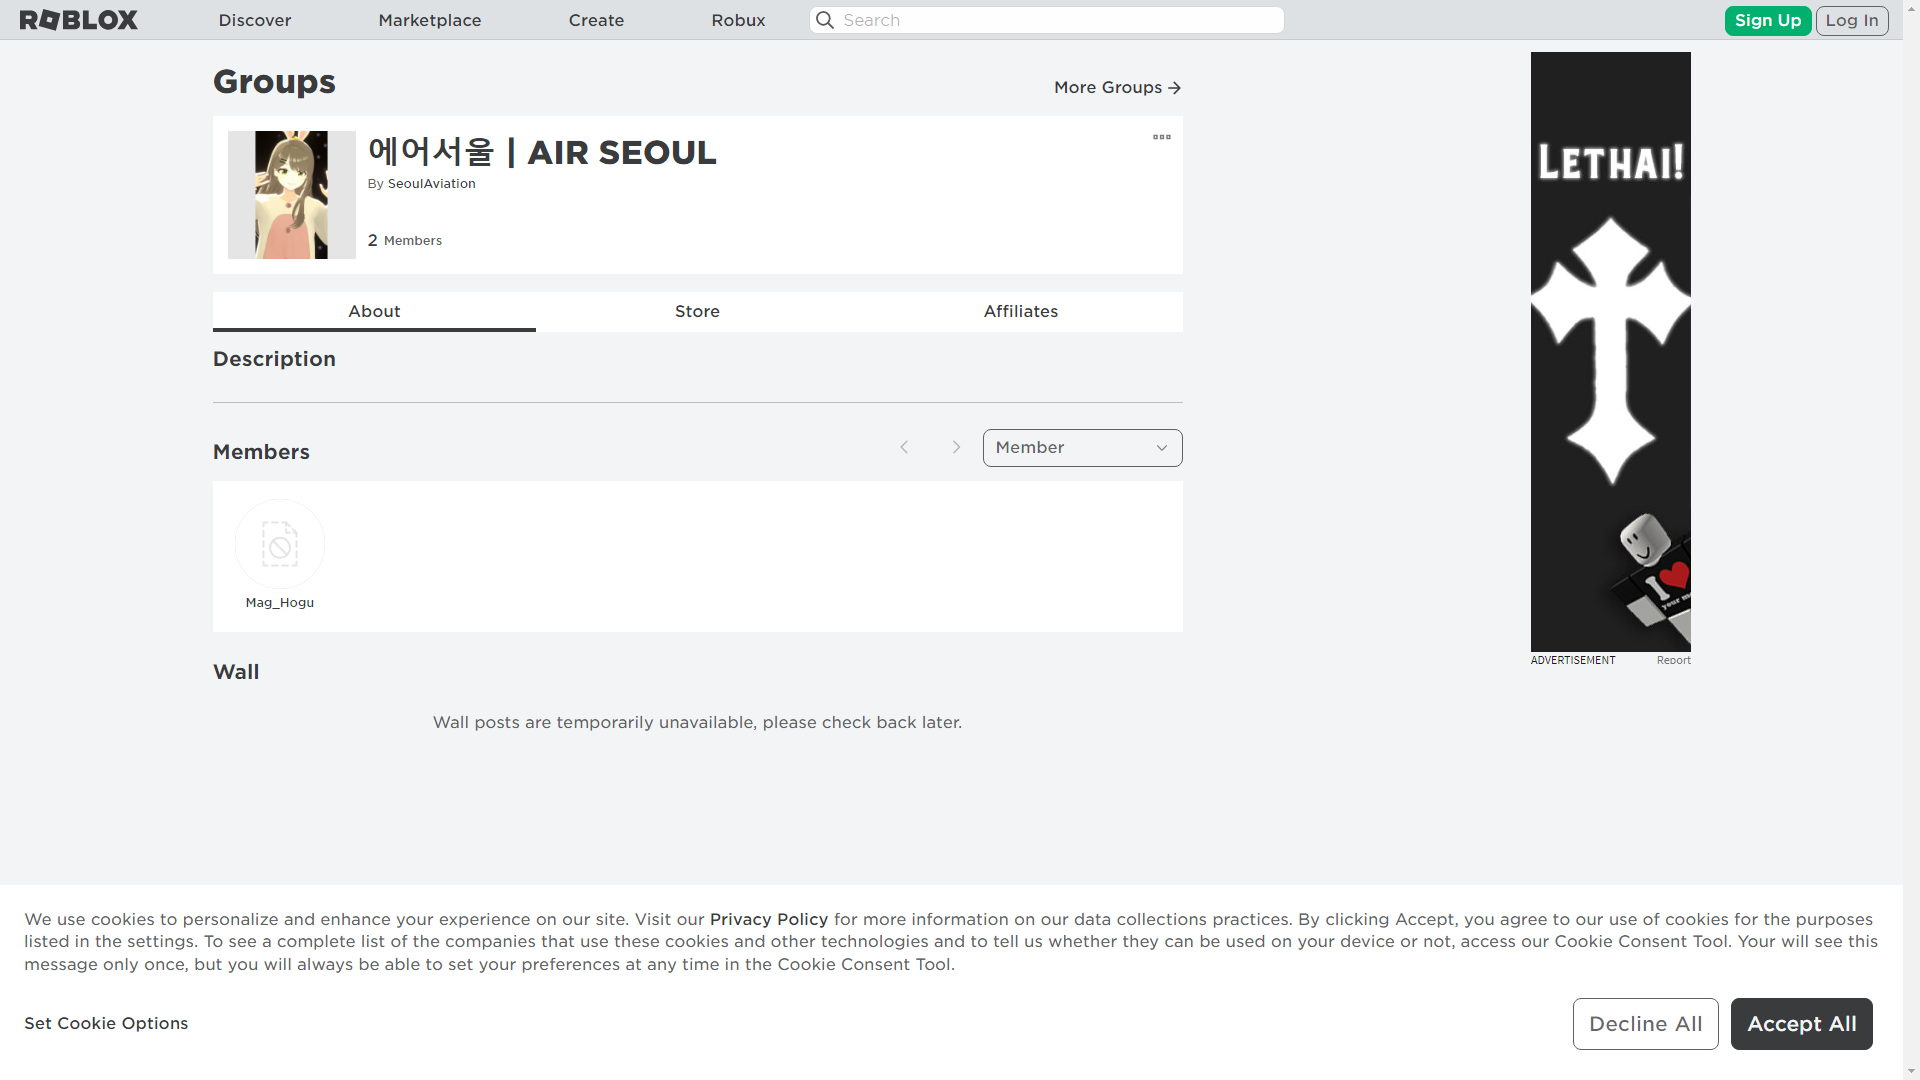 ROBLOX
Discover
Marketplace
Create
Robux
Search
Sign Up
Log In
Groups
More Groups
에어서울 | AIR SEOUL
By SeoulAviation
2 Members
About
Store
Affiliates
Description
Members
Member
Mag_Hogu
Wall
Wall posts are temporarily unavailable, please check back later.
LETHAI!
I
your m
ADVERTISEMENT
Report
We use cookies to personalize and enhance your experience on our site. Visit our Privacy Policy for more information on our data collections practices. By clicking Accept, you agree to our use of cookies for the purposes
listed in the settings. To see a complete list of the companies that use these cookies and other technologies and to tell us whether they can be used on your device or not, access our Cookie Consent Tool. Your will see this
message only once, but you will always be able to set your preferences at any time in the Cookie Consent Tool.
Set Cookie Options
Decline All
Accept All